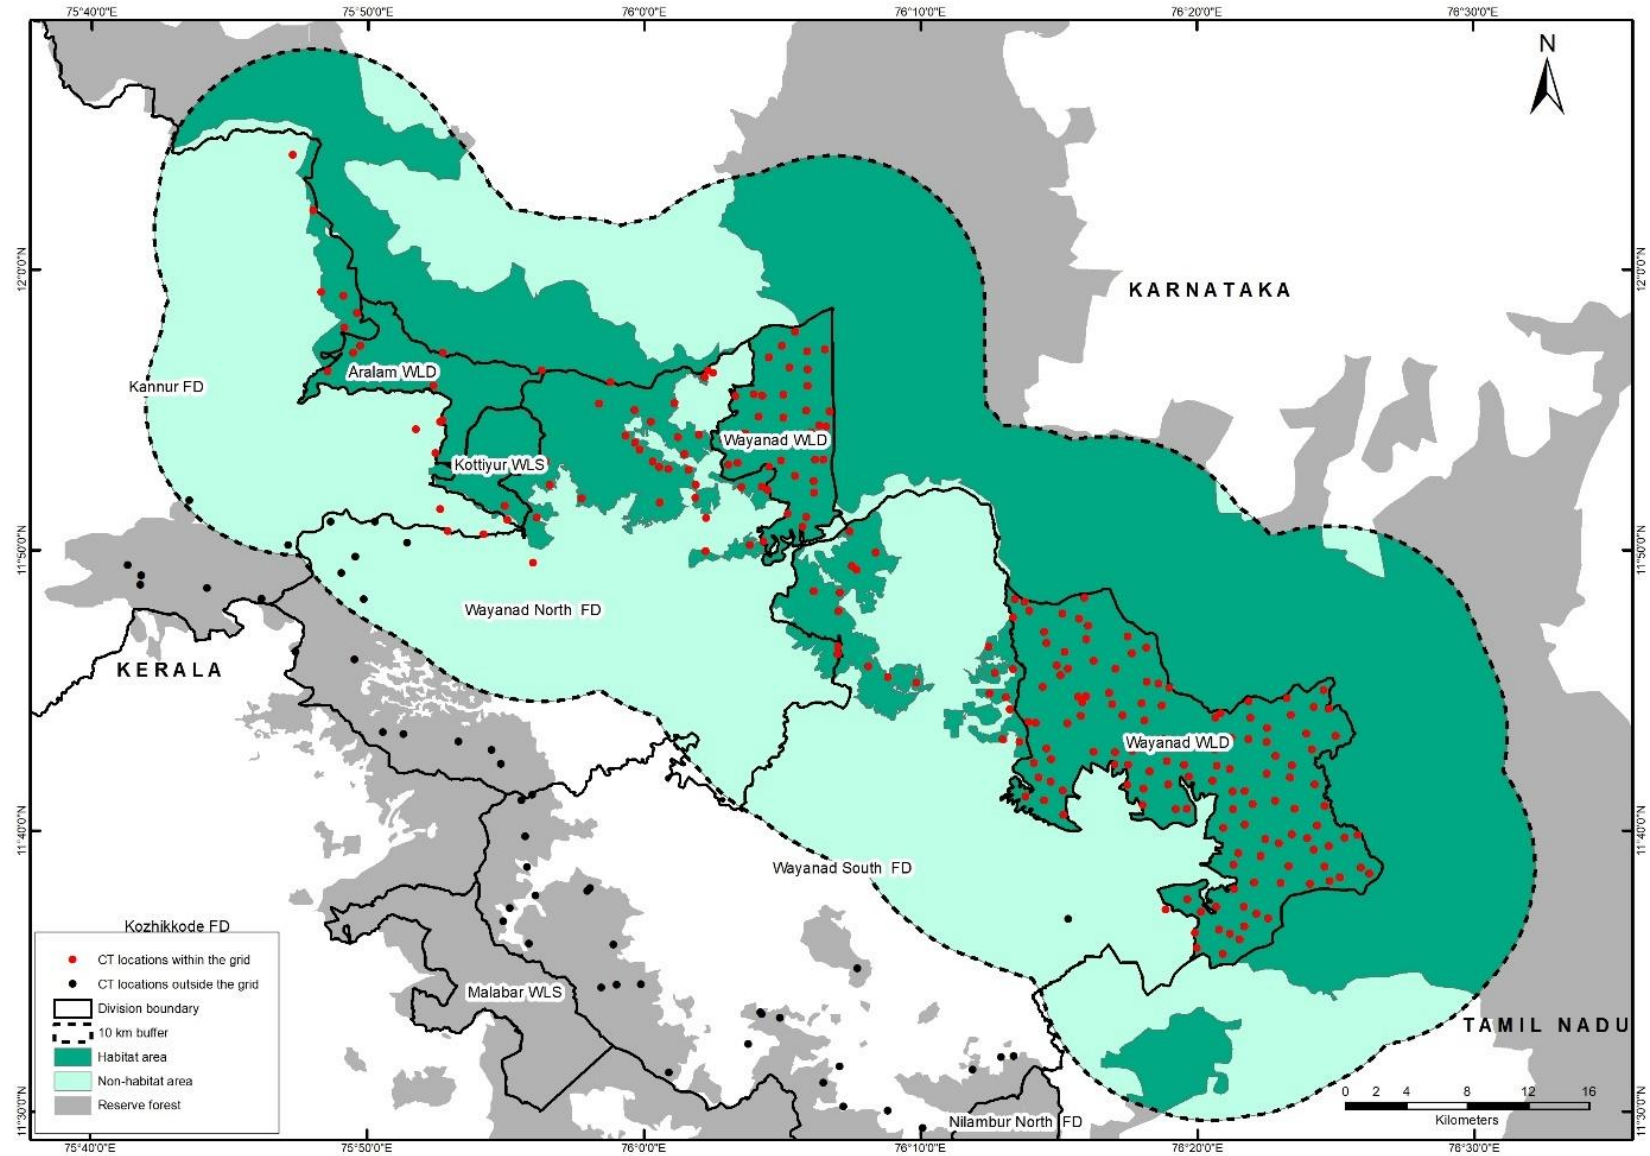 75°40'0"E
75°50'0"E
76°0'0"E
76°10'0"E
76°20'0"E
76°30'0"E
N
12°0'0"N
12°0'0"N
KARNATAKA
Kannur FD
Aralam WLD
Wayanad WLD
Kottiyur WLS
11°50'0"N
11°50'0"N
Wayanad North FD
KERALA
Wayanad WLD
11°40'0"N
11°40'0"N
Wayanad South FD
Kozhikkode FD
CT locations within the grid
CT locations outside the grid
Division boundary
10 km buffer
Habitat area
Non-habitat area
Reserve forest
Malabar WLS
TAMIL NADU
0 2 4 8 12 16
Kilometers
11°30'0"N
11°30'0"N
Nilambur North FD
75°40'0"E
75°50'0"E
76°0'0"E
76°10'0"E
76°20'0"E
76°30'0"E